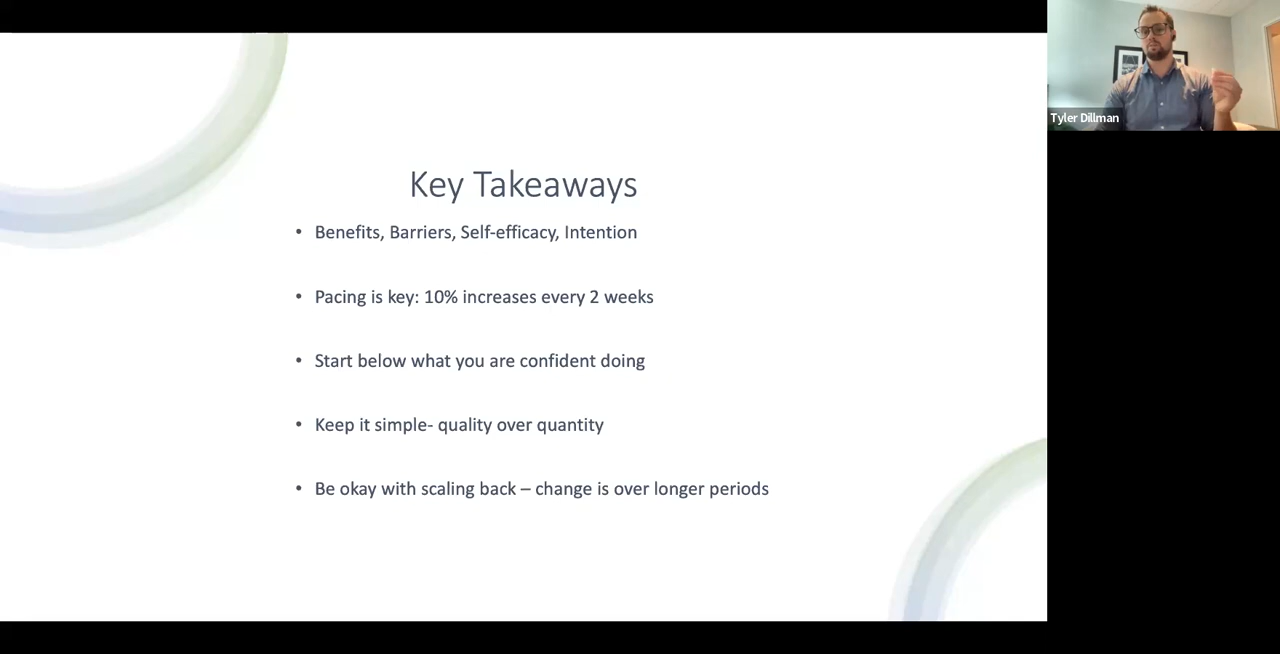 Key Takeaways
• Benefits, Barriers, Self-efficacy, Intention
• Pacing is key: 10% increases every 2 weeks
• Start below what you are confident doing
• Keep it simple- quality over quantity
• Be okay with scaling back – change is over longer periods
Tyler Dillman